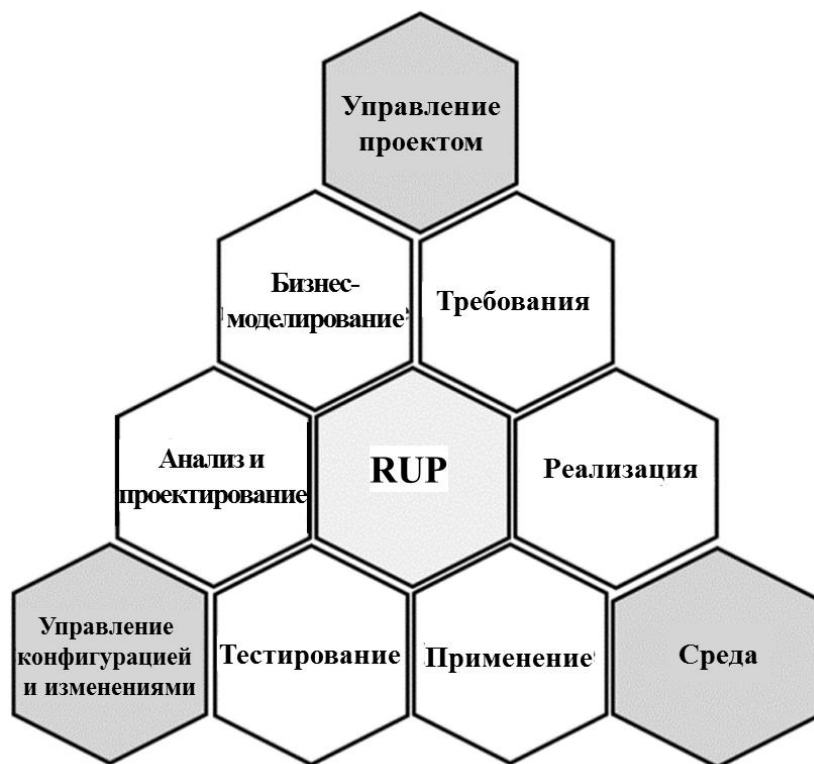 Управление
проектом
Бизнес-
моделирование
Требования
Анализ и
проектирование
RUP
Реализация
Управление
конфигурацией
и изменениями
Тестирование
Применение
Среда